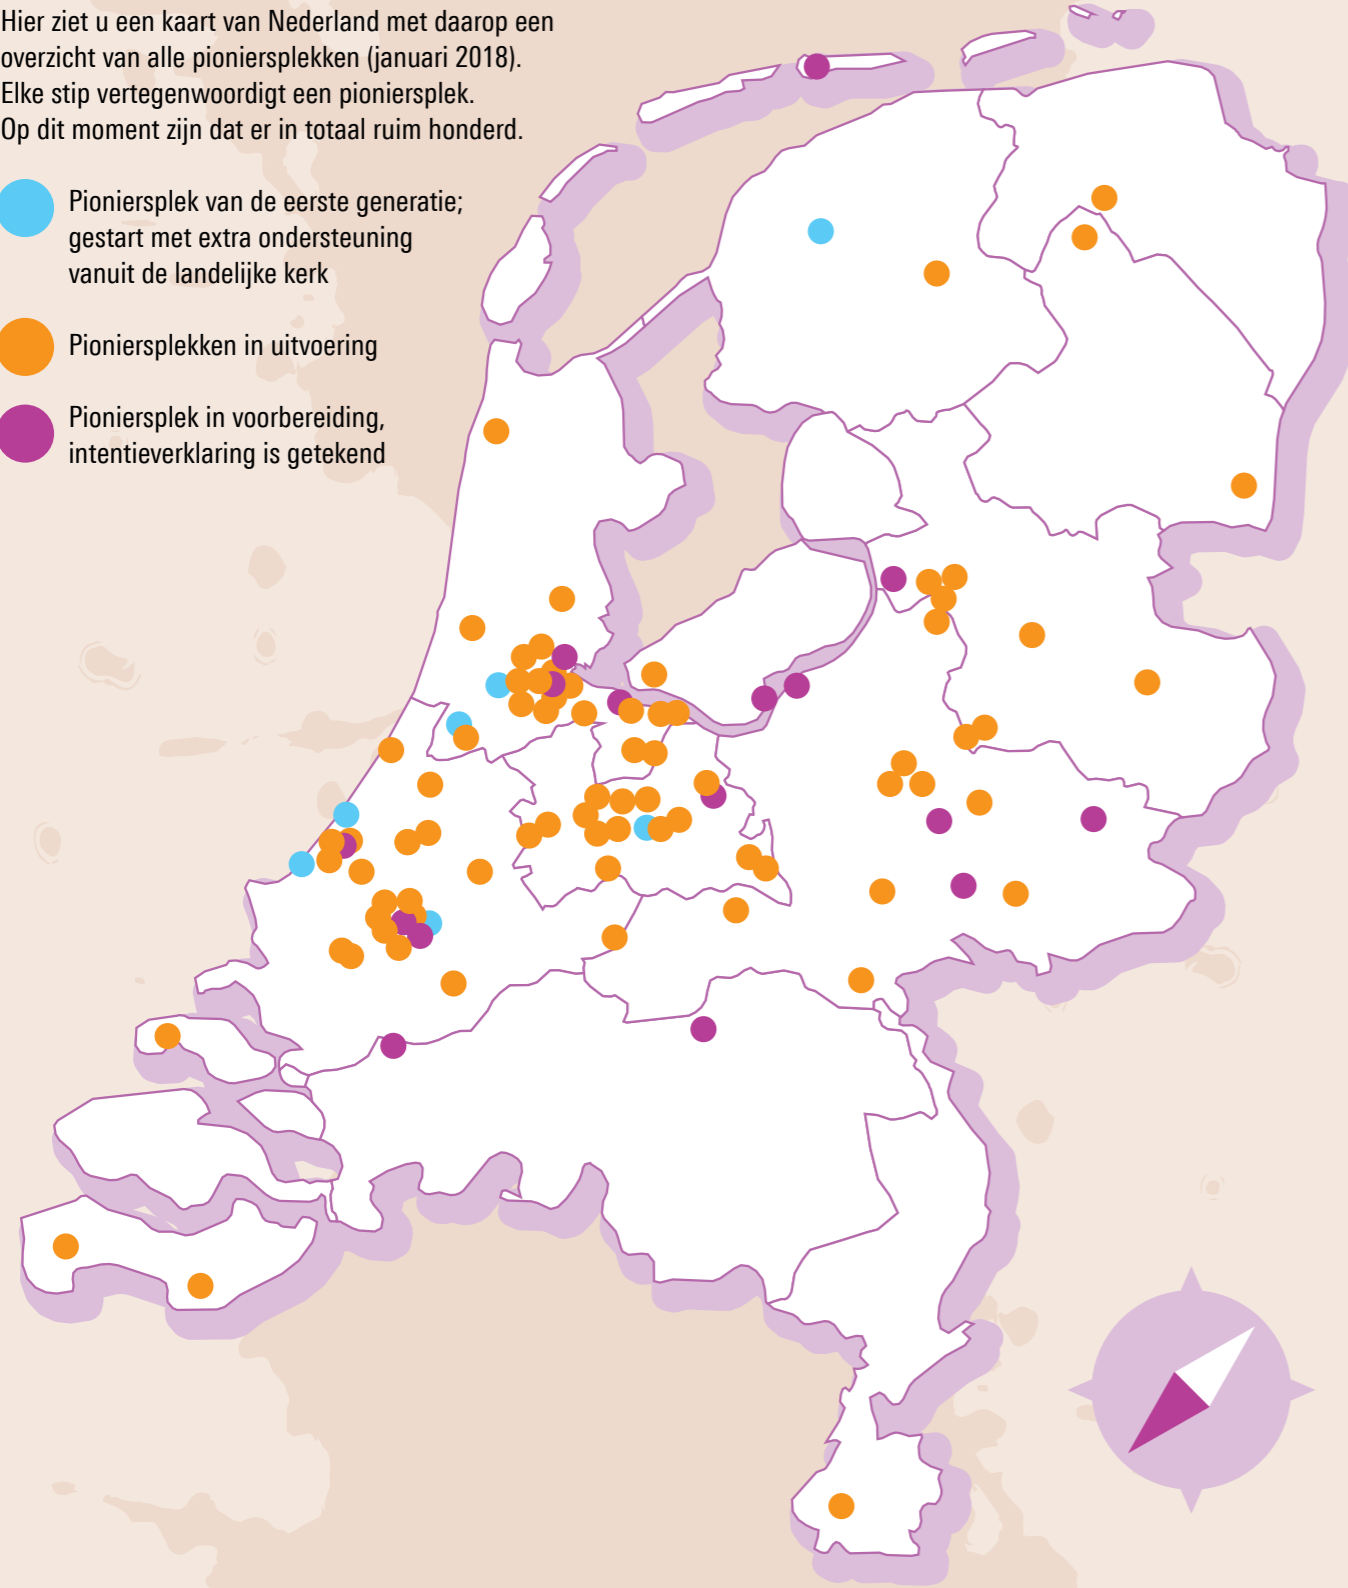 Hier ziet u een kaart van Nederland met daarop een
overzicht van alle pioniersplekken (januari 2018).
Elke stip vertegenwoordigt een pioniersplek.
Op dit moment zijn dat er in totaal ruim honderd.
Pioniersplek van de eerste generatie;
gestart met extra ondersteuning
vanuit de landelijke kerk
Pioniersplekken in uitvoering
Pioniersplek in voorbereiding,
intentieverklaring is getekend